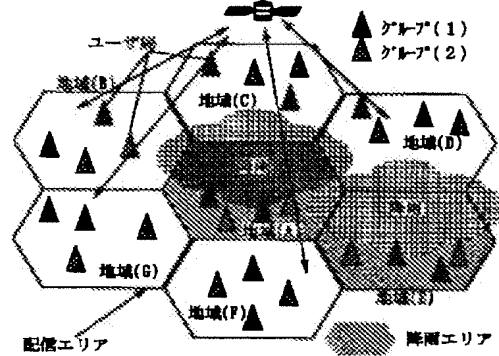 グループ(1)
グループ(2)
ユーザ局
地域(B)
地域(C)
地域(D)
降雨
地域(A)
地域(G)
地域(E)
地域(F)
配信エリア
降雨エリア